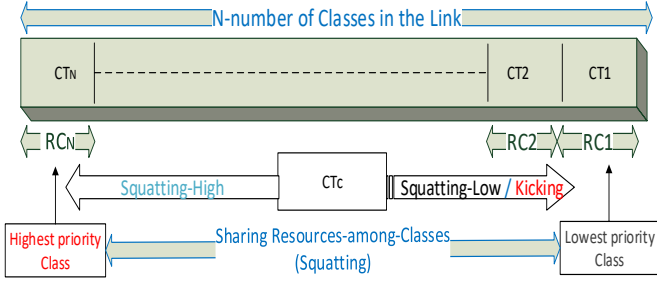 N-number of Classes in the Link
CTN CT2 CT1
RCN RC2 RC1
CTc
Squatting-High Squatting-Low / Kicking
Highest priority
Class
Sharing Resources-among-Classes
(Squatting)
Lowest priority
Class